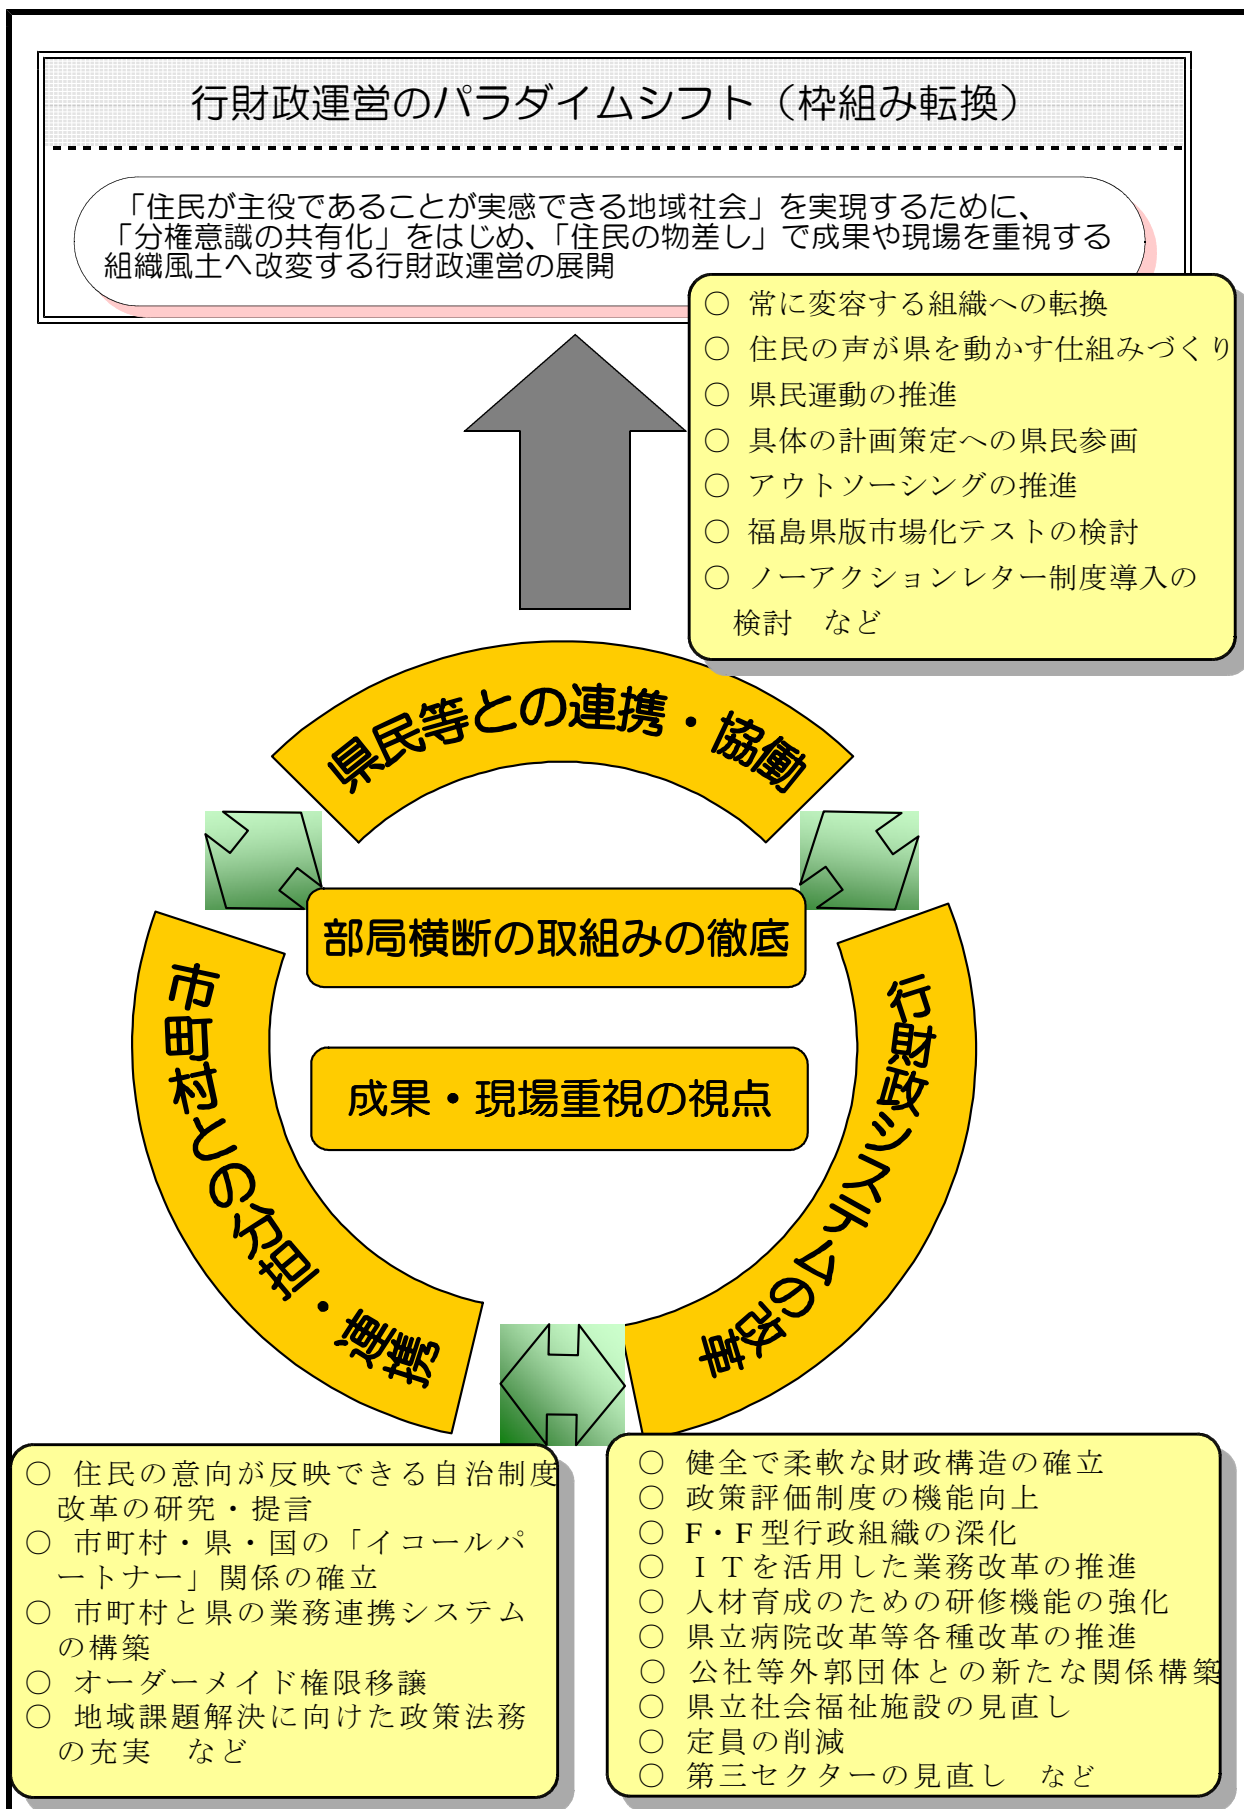 行財政運営のパラダイムシフト（枠組み転換）
「住民が主役であることが実感できる地域社会」を実現するために、
「分権意識の共有化」をはじめ、「住民の物差し」で成果や現場を重視する
組織風土へ改変する行財政運営の展開
○ 常に変容する組織への転換
○ 住民の声が県を動かす仕組みづくり
○ 県民運動の推進
○ 具体の計画策定への県民参画
○ アウトソーシングの推進
○ 福島県版市場化テストの検討
○ ノーアクションレター制度導入の
検討　など
県民等との連携・協働
部局横断の取組みの徹底
成果・現場重視の視点
市町村との分担・連携
行財政システムの改革
○ 住民の意向が反映できる自治制度
改革の研究・提言
○ 市町村・県・国の「イコールパ
ートナー」関係の確立
○ 市町村と県の業務連携システム
の構築
○ オーダーメイド権限移譲
○ 地域課題解決に向けた政策法務
の充実　など
○ 健全で柔軟な財政構造の確立
○ 政策評価制度の機能向上
○ F・F型行政組織の深化
○ ＩＴを活用した業務改革の推進
○ 人材育成のための研修機能の強化
○ 県立病院改革等各種改革の推進
○ 公社等外郭団体との新たな関係構築
○ 県立社会福祉施設の見直し
○ 定員の削減
○ 第三セクターの見直し　など